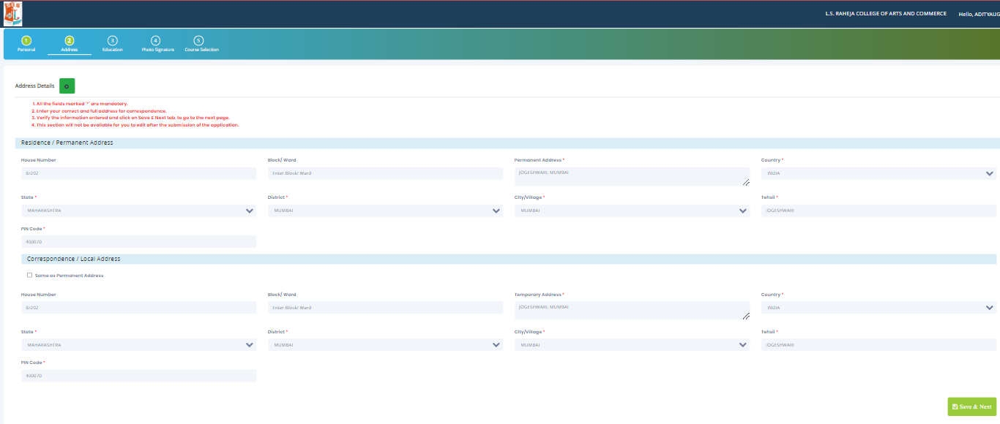 L.S. RAHEJA COLLEGE OF ARTS AND COMMERCE Hello, ADITYAUG
1 2 3 4 5
Personal Address Education Photo Signature Course Selection
Address Details
1. All the fields marked '*' are mandatory.
2. Enter your correct and full address for correspondence.
3. Verify the information entered and click on Save & Next tab, to go to the next page.
4. This section will not be available for you to edit after the submission of the application.
Residence / Permanent Address
House Number Block/ Ward Permanent Address * Country *
Enter Block/ Ward JOGESHWARI, MUMBAI INDIA
State * District * City/Village * Tehsil *
MAHARASHTRA MUMBAI MUMBAI JOGESHWARI
PIN Code *
400070
Correspondence / Local Address
Same as Permanent Address
House Number Block/ Ward Temporary Address * Country *
Enter Block/ Ward JOGESHWARI, MUMBAI INDIA
State * District * City/Village * Tehsil *
MAHARASHTRA MUMBAI MUMBAI JOGESHWARI
PIN Code *
400070
Save & Next